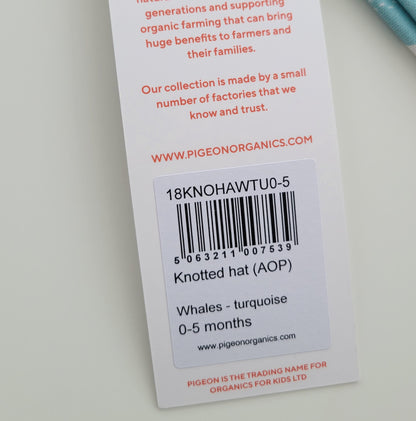 generations and supporting
organic farming that can bring
huge benefits to farmers and
their families.
Our collection is made by a small
number of factories that we
know and trust.
WWW.PIGEONORGANICS.COM
18KNOHAWTU0-5
5 063211 007539
Knotted hat (AOP)
Whales - turquoise
0-5 months
www.pigeonorganics.com
PIGEON IS THE TRADING NAME FOR
ORGANICS FOR KIDS LTD